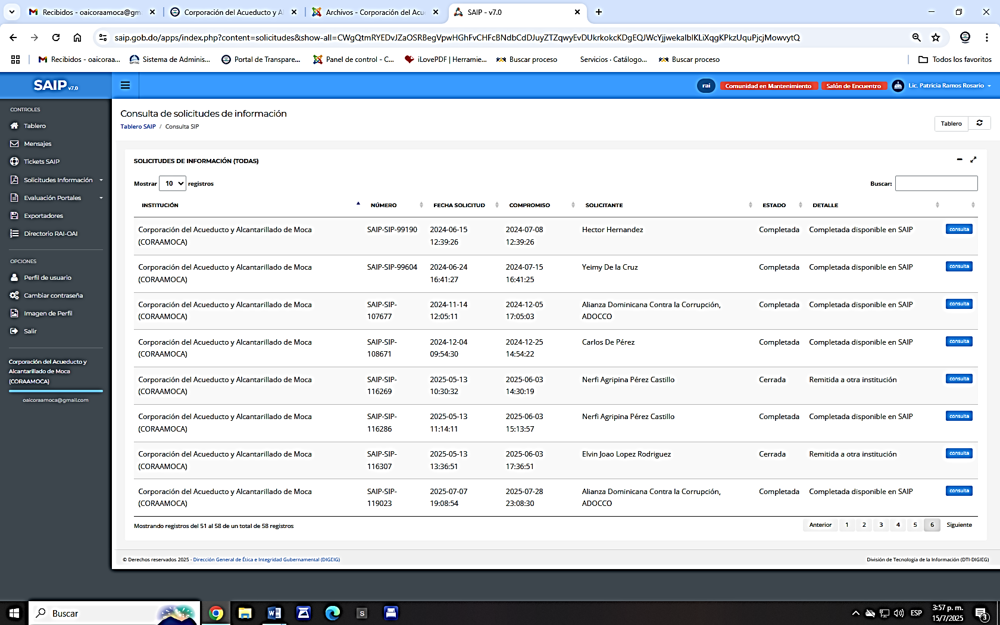 Recibidos - oaicoraamoca@gm
Corporación del Acueducto y A
Archivos - Corporación del Acu
SAIP - v7.0
saip.gob.do/apps/index.php?content=solicitudes&show-all=CWgQtmRYEDvJZaOSRBegVpwHGhFvCHFcBNdbCdDJuyZTZqwyEvDUkrkokcKDgEQJWcYjjwekalblKLiXqgKPkzUquPjcjMowvytQ
Recibidos - oaicoraa...
Sistema de Adminis...
Portal de Transpare...
Panel de control - C...
iLovePDF | Herramie...
Buscar proceso
Servicios · Catálogo...
Buscar proceso
Todos los favoritos
SAIP v7.0
rai
Comunidad en Mantenimiento
Salón de Encuentro
Lic. Patricia Ramos Rosario
CONTROLES
Tablero
Mensajes
Tickets SAIP
Solicitudes Información
Evaluación Portales
Exportadores
Directorio RAI-OAI
OPCIONES
Perfil de usuario
Cambiar contraseña
Imagen de Perfil
Salir
Corporación del Acueducto y
Alcantarillado de Moca
(CORAAMOCA)
oaicoraamoca@gmail.com
Consulta de solicitudes de información
Tablero SAIP / Consulta SIP
Tablero
SOLICITUDES DE INFORMACIÓN (TODAS)
Mostrar 10 registros
Buscar:
INSTITUCIÓN NÚMERO FECHA SOLICITUD COMPROMISO SOLICITANTE ESTADO DETALLE
Corporación del Acueducto y Alcantarillado de Moca SAIP-SIP-99190 2024-06-15 2024-07-08 Hector Hernandez Completada Completada disponible en SAIP consulta
(CORAAMOCA) 12:39:26 12:39:26
Corporación del Acueducto y Alcantarillado de Moca SAIP-SIP-99604 2024-06-24 2024-07-15 Yeimy De la Cruz Completada Completada disponible en SAIP consulta
(CORAAMOCA) 16:41:27 16:41:25
Corporación del Acueducto y Alcantarillado de Moca SAIP-SIP- 2024-11-14 2024-12-05 Alianza Dominicana Contra la Corrupción, Completada Completada disponible en SAIP consulta
(CORAAMOCA) 107677 12:05:11 17:05:03 ADOCCO
Corporación del Acueducto y Alcantarillado de Moca SAIP-SIP- 2024-12-04 2024-12-25 Carlos De Pérez Completada Completada disponible en SAIP consulta
(CORAAMOCA) 108671 09:54:30 14:54:22
Corporación del Acueducto y Alcantarillado de Moca SAIP-SIP- 2025-05-13 2025-06-03 Nerfi Agripina Pérez Castillo Cerrada Remitida a otra institución consulta
(CORAAMOCA) 116269 10:30:32 14:30:19
Corporación del Acueducto y Alcantarillado de Moca SAIP-SIP- 2025-05-13 2025-06-03 Nerfi Agripina Pérez Castillo Completada Completada disponible en SAIP consulta
(CORAAMOCA) 116286 11:14:11 15:13:57
Corporación del Acueducto y Alcantarillado de Moca SAIP-SIP- 2025-05-13 2025-06-03 Elvin Joao Lopez Rodriguez Cerrada Remitida a otra institución consulta
(CORAAMOCA) 116307 13:36:51 17:36:51
Corporación del Acueducto y Alcantarillado de Moca SAIP-SIP- 2025-07-07 2025-07-28 Alianza Dominicana Contra la Corrupción, Completada Completada disponible en SAIP consulta
(CORAAMOCA) 119023 19:08:54 23:08:30 ADOCCO
Mostrando registros del 51 al 58 de un total de 58 registros
Anterior 1 2 3 4 5 6 Siguiente
© Derechos reservados 2025 - Dirección General de Ética e Integridad Gubernamental (DIGEIG)
División de Tecnología de la Información (DTI-DIGIEG)
Buscar
S
ESP
3:57 p. m.
15/7/2025
3